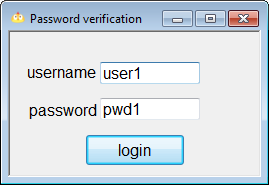 Password verification
username user1
password pwd1
login